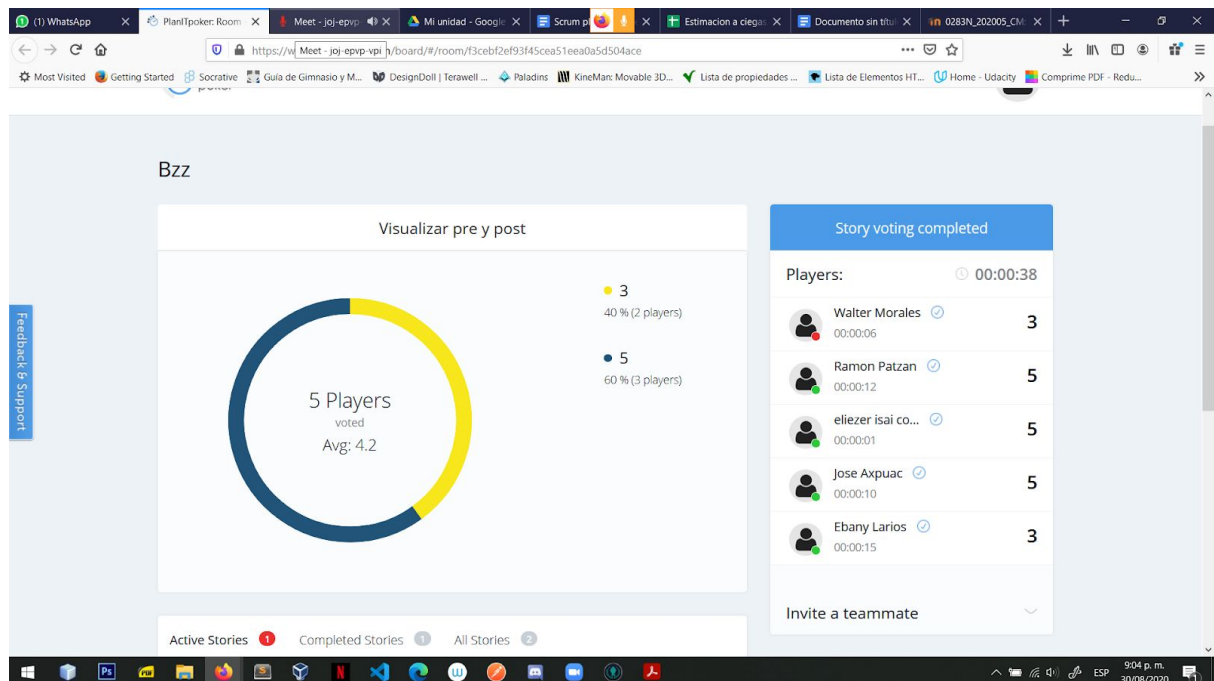 (1) WhatsApp
PlanITpoker: Room
Meet - joj-epvp-
Mi unidad - Google
Scrum pl
Estimacion a ciegas
Documento sin títul
0283N_202005_CM:
https://w
Meet - joj-epvp-vpi
h/board/#/room/f3cebf2ef93f45cea51eea0a5d504ace
Most Visited
Getting Started
Socrative
Guía de Gimnasio y M...
DesignDoll | Terawell ...
Paladins
KineMan: Movable 3D...
Lista de propiedades ...
Lista de Elementos HT...
Home - Udacity
Comprime PDF - Redu...
Bzz
Visualizar pre y post
5 Players
voted
Avg: 4.2
3
40 % (2 players)
5
60 % (3 players)
Story voting completed
Players:
00:00:38
Walter Morales
00:00:06
3
Ramon Patzan
00:00:12
5
eliezer isai co...
00:00:01
5
Jose Axpuac
00:00:10
5
Ebany Larios
00:00:15
3
Invite a teammate
Feedback & Support
Active Stories 1
Completed Stories 1
All Stories 2
ESP
9:04 p. m.
30/08/2020